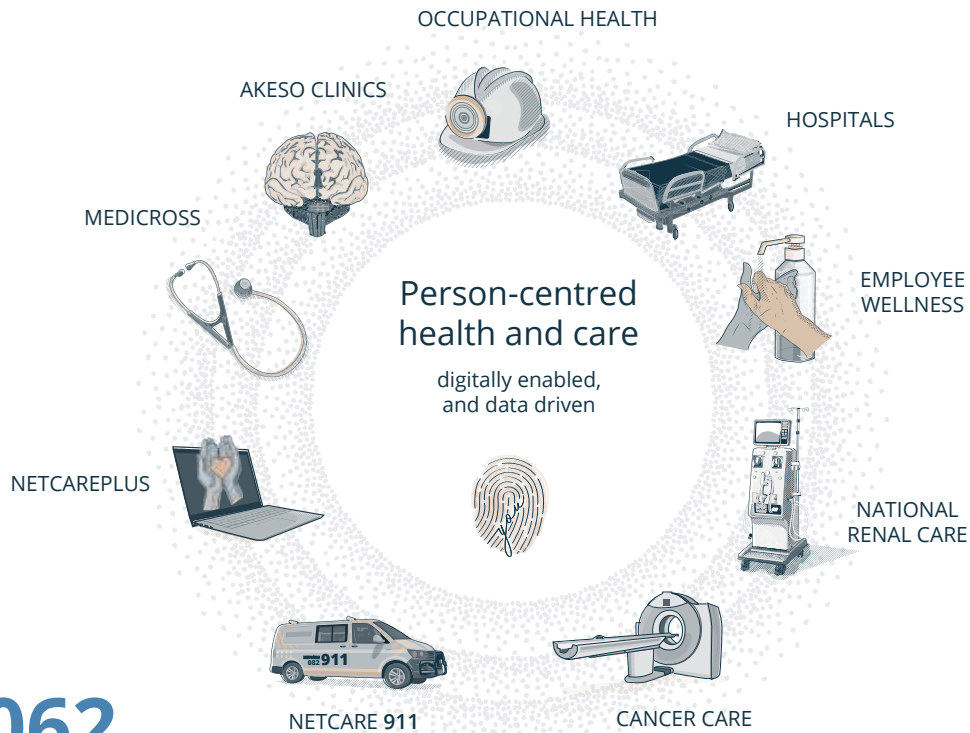 OCCUPATIONAL HEALTH
AKESO CLINICS
HOSPITALS
MEDICROSS
EMPLOYEE
WELLNESS
Person-centred
health and care
digitally enabled,
and data driven
you
NETCAREPLUS
NATIONAL
RENAL CARE
082 911
NETCARE 911
CANCER CARE
062